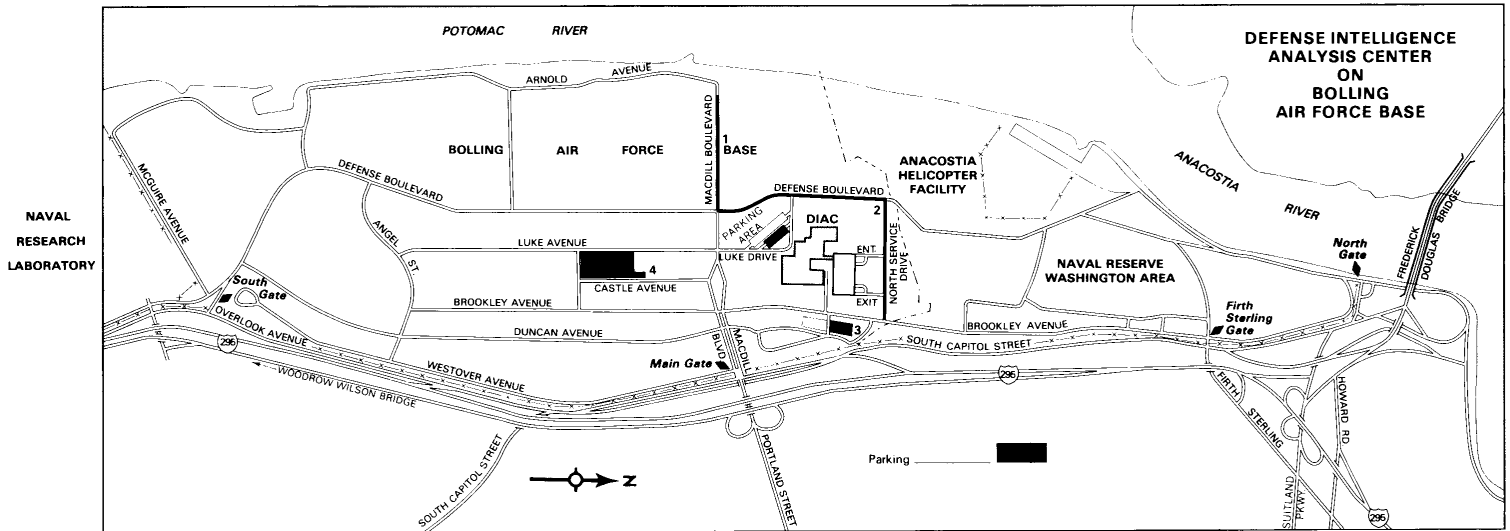 POTOMAC RIVER
DEFENSE INTELLIGENCE
ANALYSIS CENTER
ON
BOLLING
AIR FORCE BASE
ARNOLD AVENUE
MACDILL BOULEVARD
1
BOLLING AIR FORCE BASE
ANACOSTIA
HELICOPTER
FACILITY
ANACOSTIA
RIVER
MCGUIRE AVENUE
DEFENSE BOULEVARD
DEFENSE BOULEVARD
2
NAVAL
RESEARCH
LABORATORY
ANGEL ST.
PARKING
AREA
DIAC
LUKE AVENUE
LUKE DRIVE
ENT.
NORTH SERVICE
DRIVE
NAVAL RESERVE
WASHINGTON AREA
North
Gate
FREDERICK
DOUGLAS BRIDGE
4
CASTLE AVENUE
South
Gate
BROOKLEY AVENUE
EXIT
OVERLOOK AVENUE
DUNCAN AVENUE
MACDILL
BLVD
3
BROOKLEY AVENUE
Firth
Sterling
Gate
SOUTH CAPITOL STREET
295
Main Gate
WESTOVER AVENUE
WOODROW WILSON BRIDGE
295
FIRTH
STERLING
HOWARD RD
SOUTH CAPITOL STREET
PORTLAND STREET
Parking
N
SUITLAND
PKWY
295